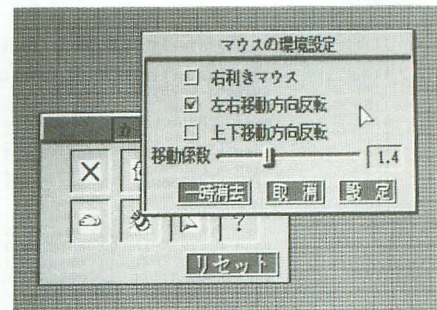 マウスの環境設定
右利きマウス
左右移動方向反転
上下移動方向反転
移動係数 1.4
一時消去 取 消 設 定
?
リセット